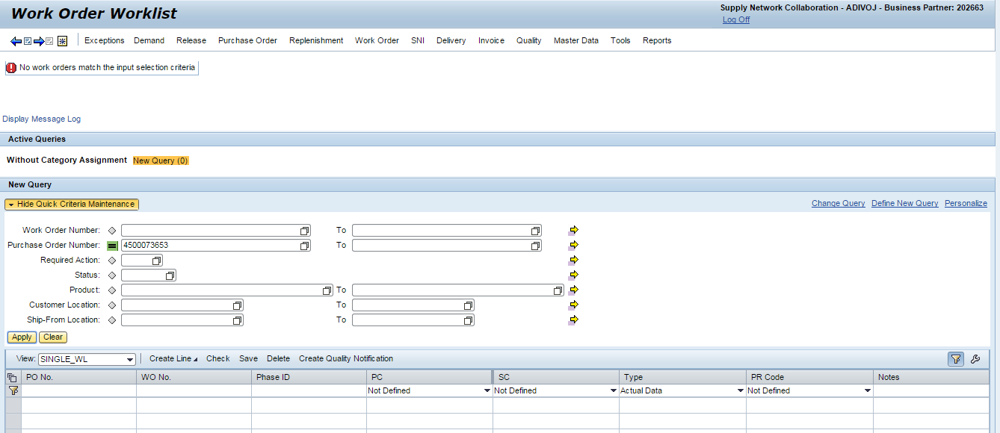 Work Order Worklist
Supply Network Collaboration - ADIVOJ - Business Partner: 202663
Log Off
Exceptions Demand Release Purchase Order Replenishment Work Order SNI Delivery Invoice Quality Master Data Tools Reports
No work orders match the input selection criteria
Display Message Log
Active Queries
Without Category Assignment New Query (0)
New Query
Hide Quick Criteria Maintenance Change Query Define New Query Personalize
Work Order Number: To
Purchase Order Number: 4500073653 To
Required Action:
Status:
Product: To
Customer Location: To
Ship-From Location: To
Apply Clear
View: SINGLE_WL Create Line Check Save Delete Create Quality Notification
PO No. WO No. Phase ID PC SC Type PR Code Notes
Not Defined Not Defined Actual Data Not Defined